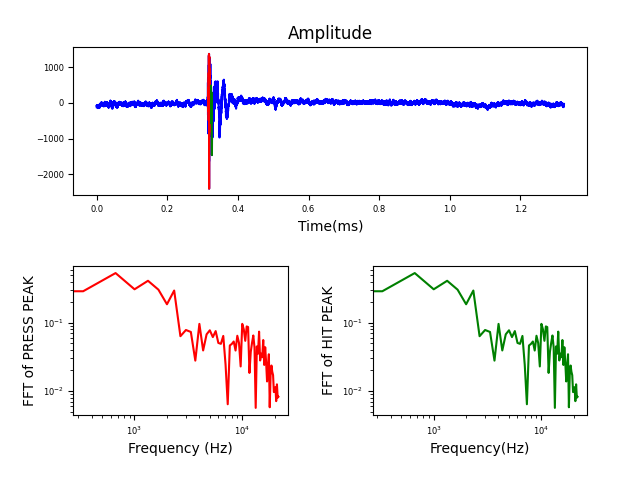 Amplitude
1000
0
−1000
−2000
0.0 0.2 0.4 0.6 0.8 1.0 1.2
Time(ms)
FFT of PRESS PEAK
10⁻¹
10⁻²
10³ 10⁴
Frequency (Hz)
FFT of HIT PEAK
10⁻¹
10⁻²
10³ 10⁴
Frequency(Hz)